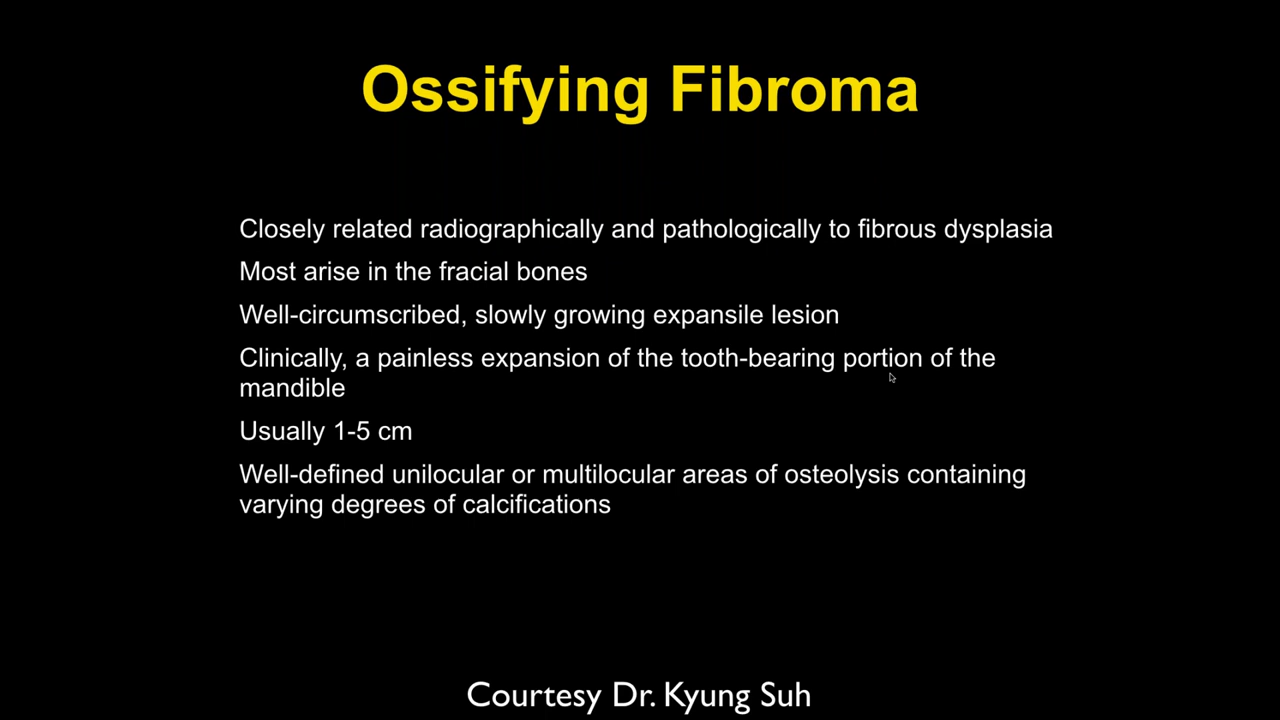 Ossifying Fibroma
Closely related radiographically and pathologically to fibrous dysplasia
Most arise in the fracial bones
Well-circumscribed, slowly growing expansile lesion
Clinically, a painless expansion of the tooth-bearing portion of the
mandible
Usually 1-5 cm
Well-defined unilocular or multilocular areas of osteolysis containing
varying degrees of calcifications
Courtesy Dr. Kyung Suh